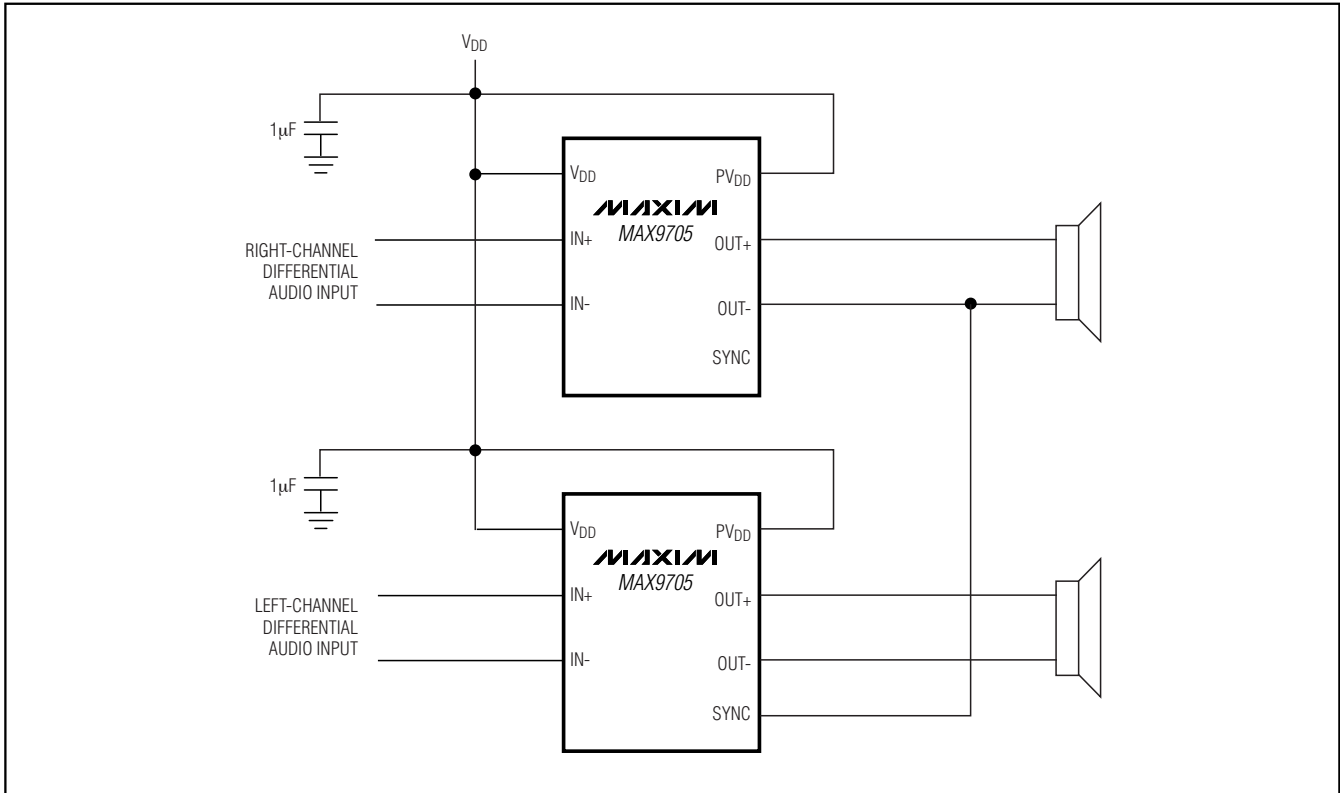 VDD
1µF
VDD
PVDD
MAXIM
MAX9705
RIGHT-CHANNEL
DIFFERENTIAL
AUDIO INPUT
IN+
OUT+
IN-
OUT-
SYNC
1µF
VDD
PVDD
MAXIM
MAX9705
LEFT-CHANNEL
DIFFERENTIAL
AUDIO INPUT
IN+
OUT+
IN-
OUT-
SYNC